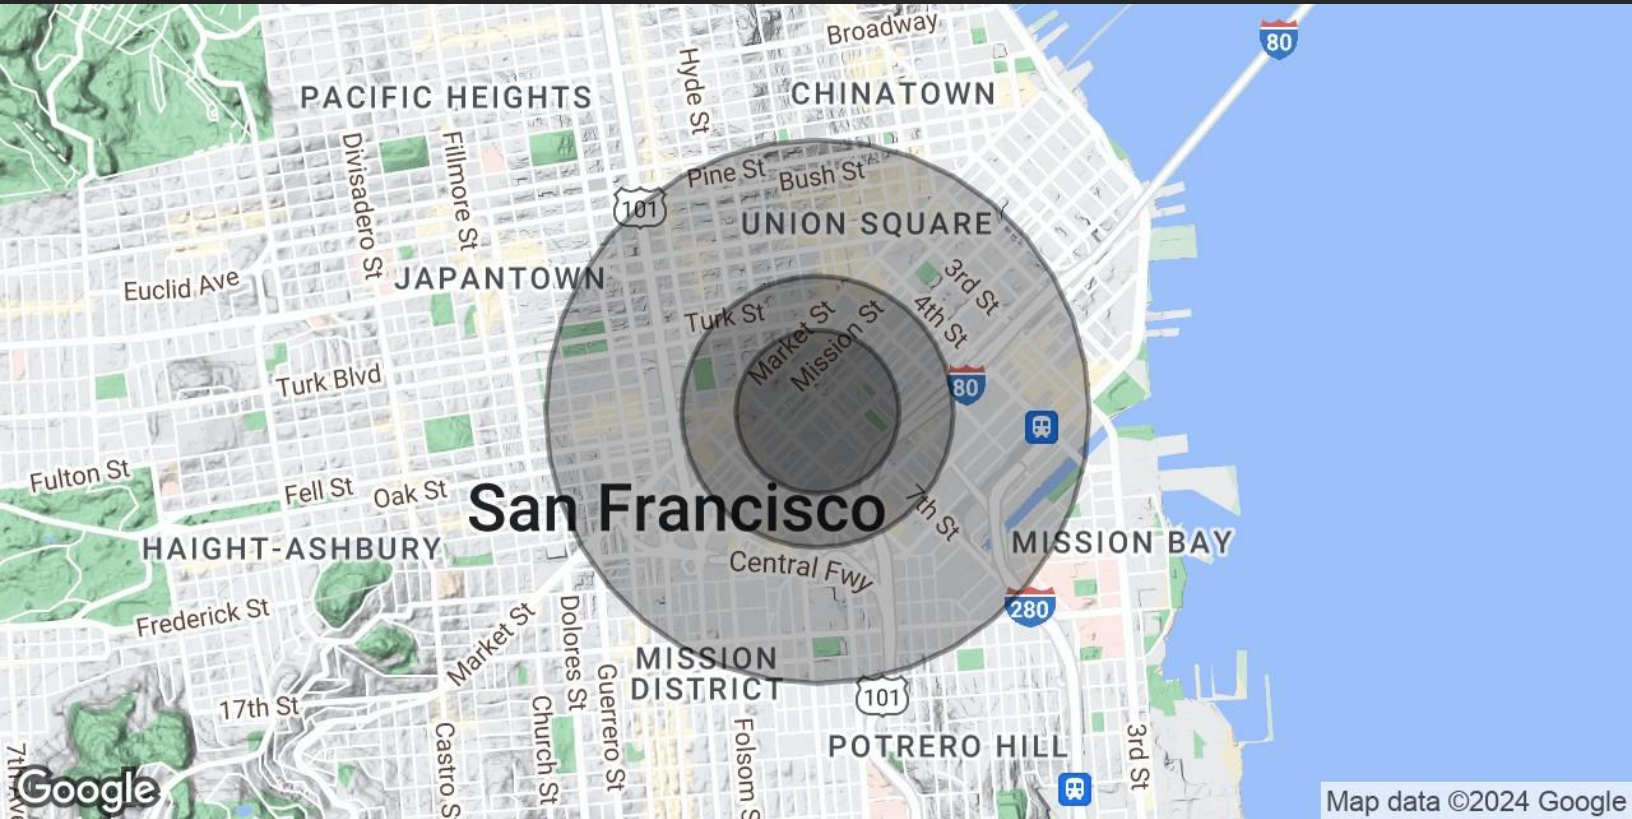 80
Broadway
Hyde St
PACIFIC HEIGHTS
CHINATOWN
Divisadero St
Fillmore St
Pine St
Bush St
101
UNION SQUARE
JAPANTOWN
Euclid Ave
3rd St
4th St
Turk St
Market St
Mission St
Turk Blvd
80
Fulton St
Fell St
Oak St
San Francisco
7th St
HAIGHT-ASHBURY
MISSION BAY
Central Fwy
Frederick St
280
Market St
Dolores St
MISSION
DISTRICT
Guerrero St
101
17th St
Church St
Castro S
Folsom S
POTRERO HILL
3rd St
7th Av
Google
Map data ©2024 Google